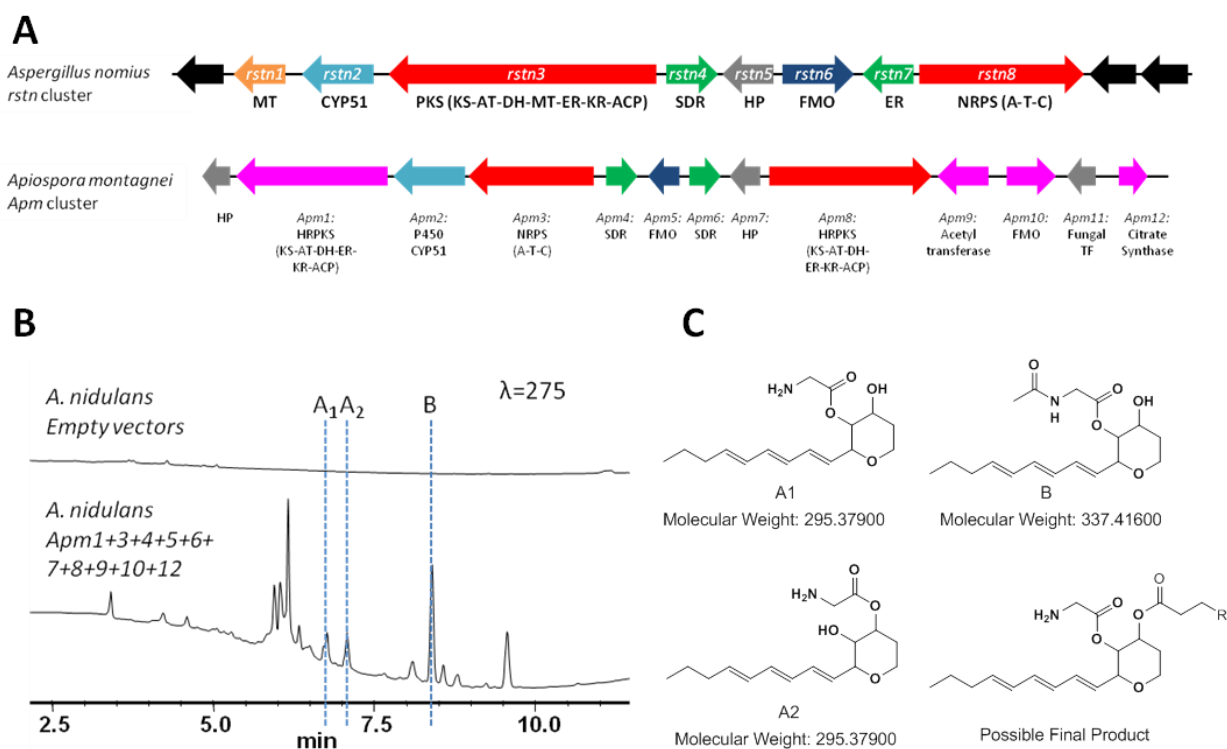 A
Aspergillus nomius
rstn cluster
rstn1 rstn2 rstn3 rstn4 rstn5 rstn6 rstn7 rstn8
MT CYP51 PKS (KS-AT-DH-MT-ER-KR-ACP) SDR HP FMO ER NRPS (A-T-C)
Apiospora montagnei
Apm cluster
HP
Apm1:
HRPKS
(KS-AT-DH-ER-
KR-ACP)
Apm2:
P450
CYP51
Apm3:
NRPS
(A-T-C)
Apm4:
SDR
Apm5:
FMO
Apm6:
SDR
Apm7:
HP
Apm8:
HRPKS
(KS-AT-DH-
ER-KR-ACP)
Apm9:
Acetyl
transferase
Apm10:
FMO
Apm11:
Fungal
TF
Apm12:
Citrate
Synthase
B
A. nidulans
Empty vectors
A1 A2 B λ=275
A. nidulans
Apm1+3+4+5+6+
7+8+9+10+12
2.5 5.0 7.5 10.0
min
C
H2N O O OH O
A1
Molecular Weight: 295.37900
O N H O O OH O
B
Molecular Weight: 337.41600
H2N O O HO O
A2
Molecular Weight: 295.37900
H2N O O O O R O
Possible Final Product